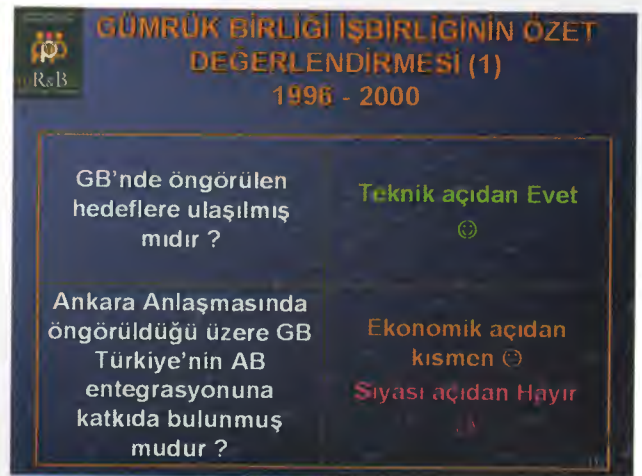 GÜMRÜK BİRLİĞİ İŞBİRLİGİNİN ÖZET
DEĞERLENDİRMESİ (1)
1996 - 2000
R&B
GB'nde öngörülen
hedeflere ulaşılmış
mıdır ?
Teknik açıdan Evet
☺
Ankara Anlaşmasında
öngörüldüğü üzere GB
Türkiye'nin AB
entegrasyonuna
katkıda bulunmuş
mudur ?
Ekonomik açıdan
kısmen ☺
Siyası açıdan Hayır